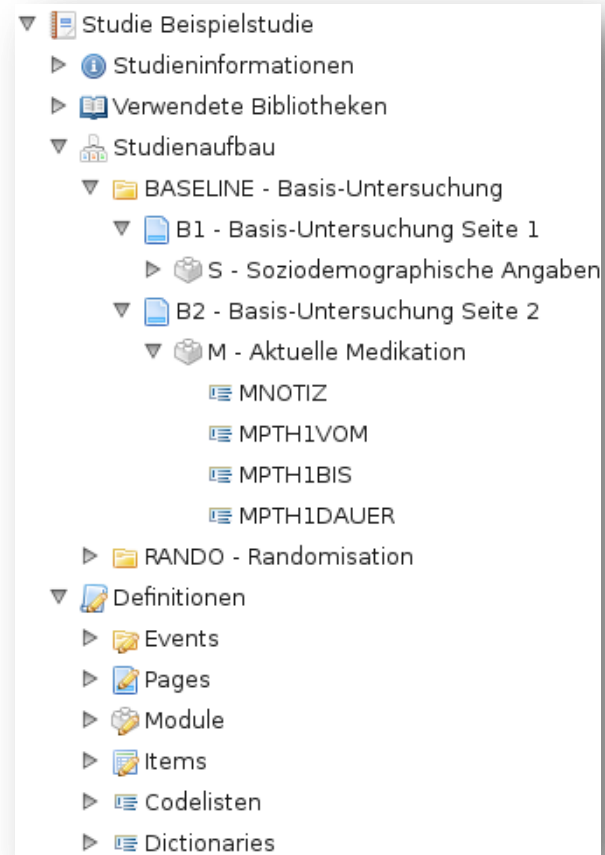 Studie Beispielstudie
Studieninformationen
Verwendete Bibliotheken
Studienaufbau
BASELINE - Basis-Untersuchung
B1 - Basis-Untersuchung Seite 1
S - Soziodemographische Angaben
B2 - Basis-Untersuchung Seite 2
M - Aktuelle Medikation
MNOTIZ
MPTH1VOM
MPTH1BIS
MPTH1DAUER
RANDO - Randomisation
Definitionen
Events
Pages
Module
Items
Codelisten
Dictionaries